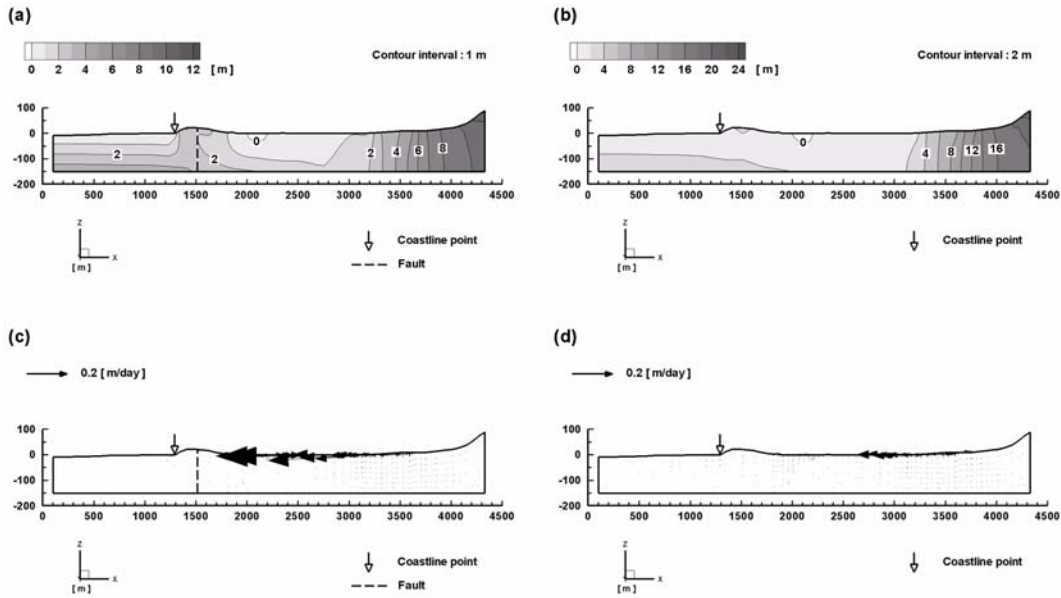 (a)
Contour interval : 1 m
0 2 4 6 8 10 12 [ m ]
100
0
-100
-200
2 2 0 2 4 6 8
0 500 1000 1500 2000 2500 3000 3500 4000 4500
z
x
[ m ]
Coastline point
Fault
(b)
Contour interval : 2 m
0 4 8 12 16 20 24 [ m ]
100
0
-100
-200
0 4 8 12 16
0 500 1000 1500 2000 2500 3000 3500 4000 4500
z
x
[ m ]
Coastline point
(c)
0.2 [ m/day ]
100
0
-100
-200
0 500 1000 1500 2000 2500 3000 3500 4000 4500
z
x
[ m ]
Coastline point
Fault
(d)
0.2 [ m/day ]
100
0
-100
-200
0 500 1000 1500 2000 2500 3000 3500 4000 4500
z
x
[ m ]
Coastline point